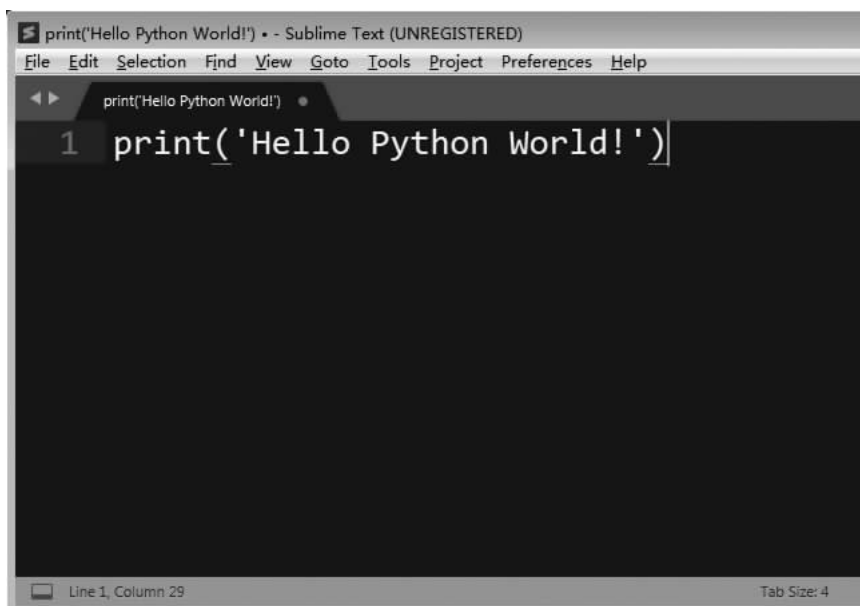 print('Hello Python World!') • - Sublime Text (UNREGISTERED)
File Edit Selection Find View Goto Tools Project Preferences Help
print('Hello Python World!')
1 print('Hello Python World!')
Line 1, Column 29 Tab Size: 4